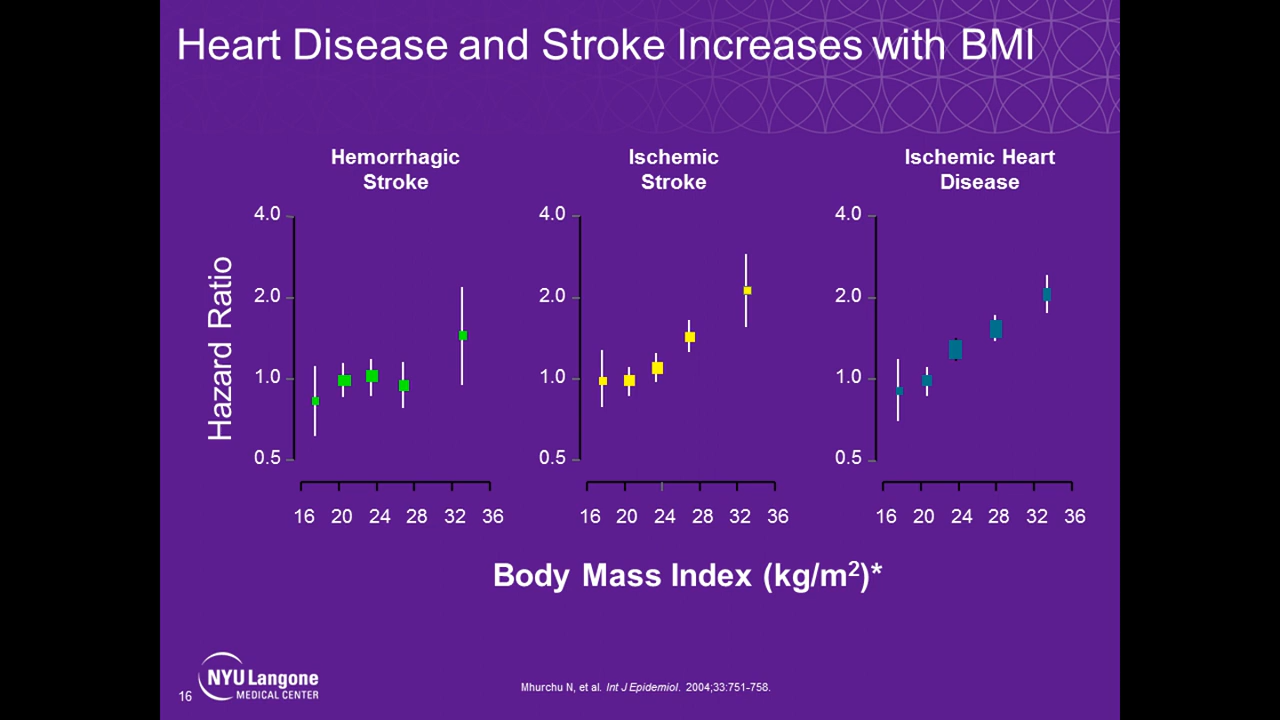 Heart Disease and Stroke Increases with BMI
Hemorrhagic
Stroke
Ischemic
Stroke
Ischemic Heart
Disease
Hazard Ratio
4.0
2.0
1.0
0.5
16 20 24 28 32 36
4.0
2.0
1.0
0.5
16 20 24 28 32 36
4.0
2.0
1.0
0.5
16 20 24 28 32 36
Body Mass Index (kg/m²)*
16
NYU Langone
MEDICAL CENTER
Mhurchu N, et al. Int J Epidemiol. 2004;33:751-758.